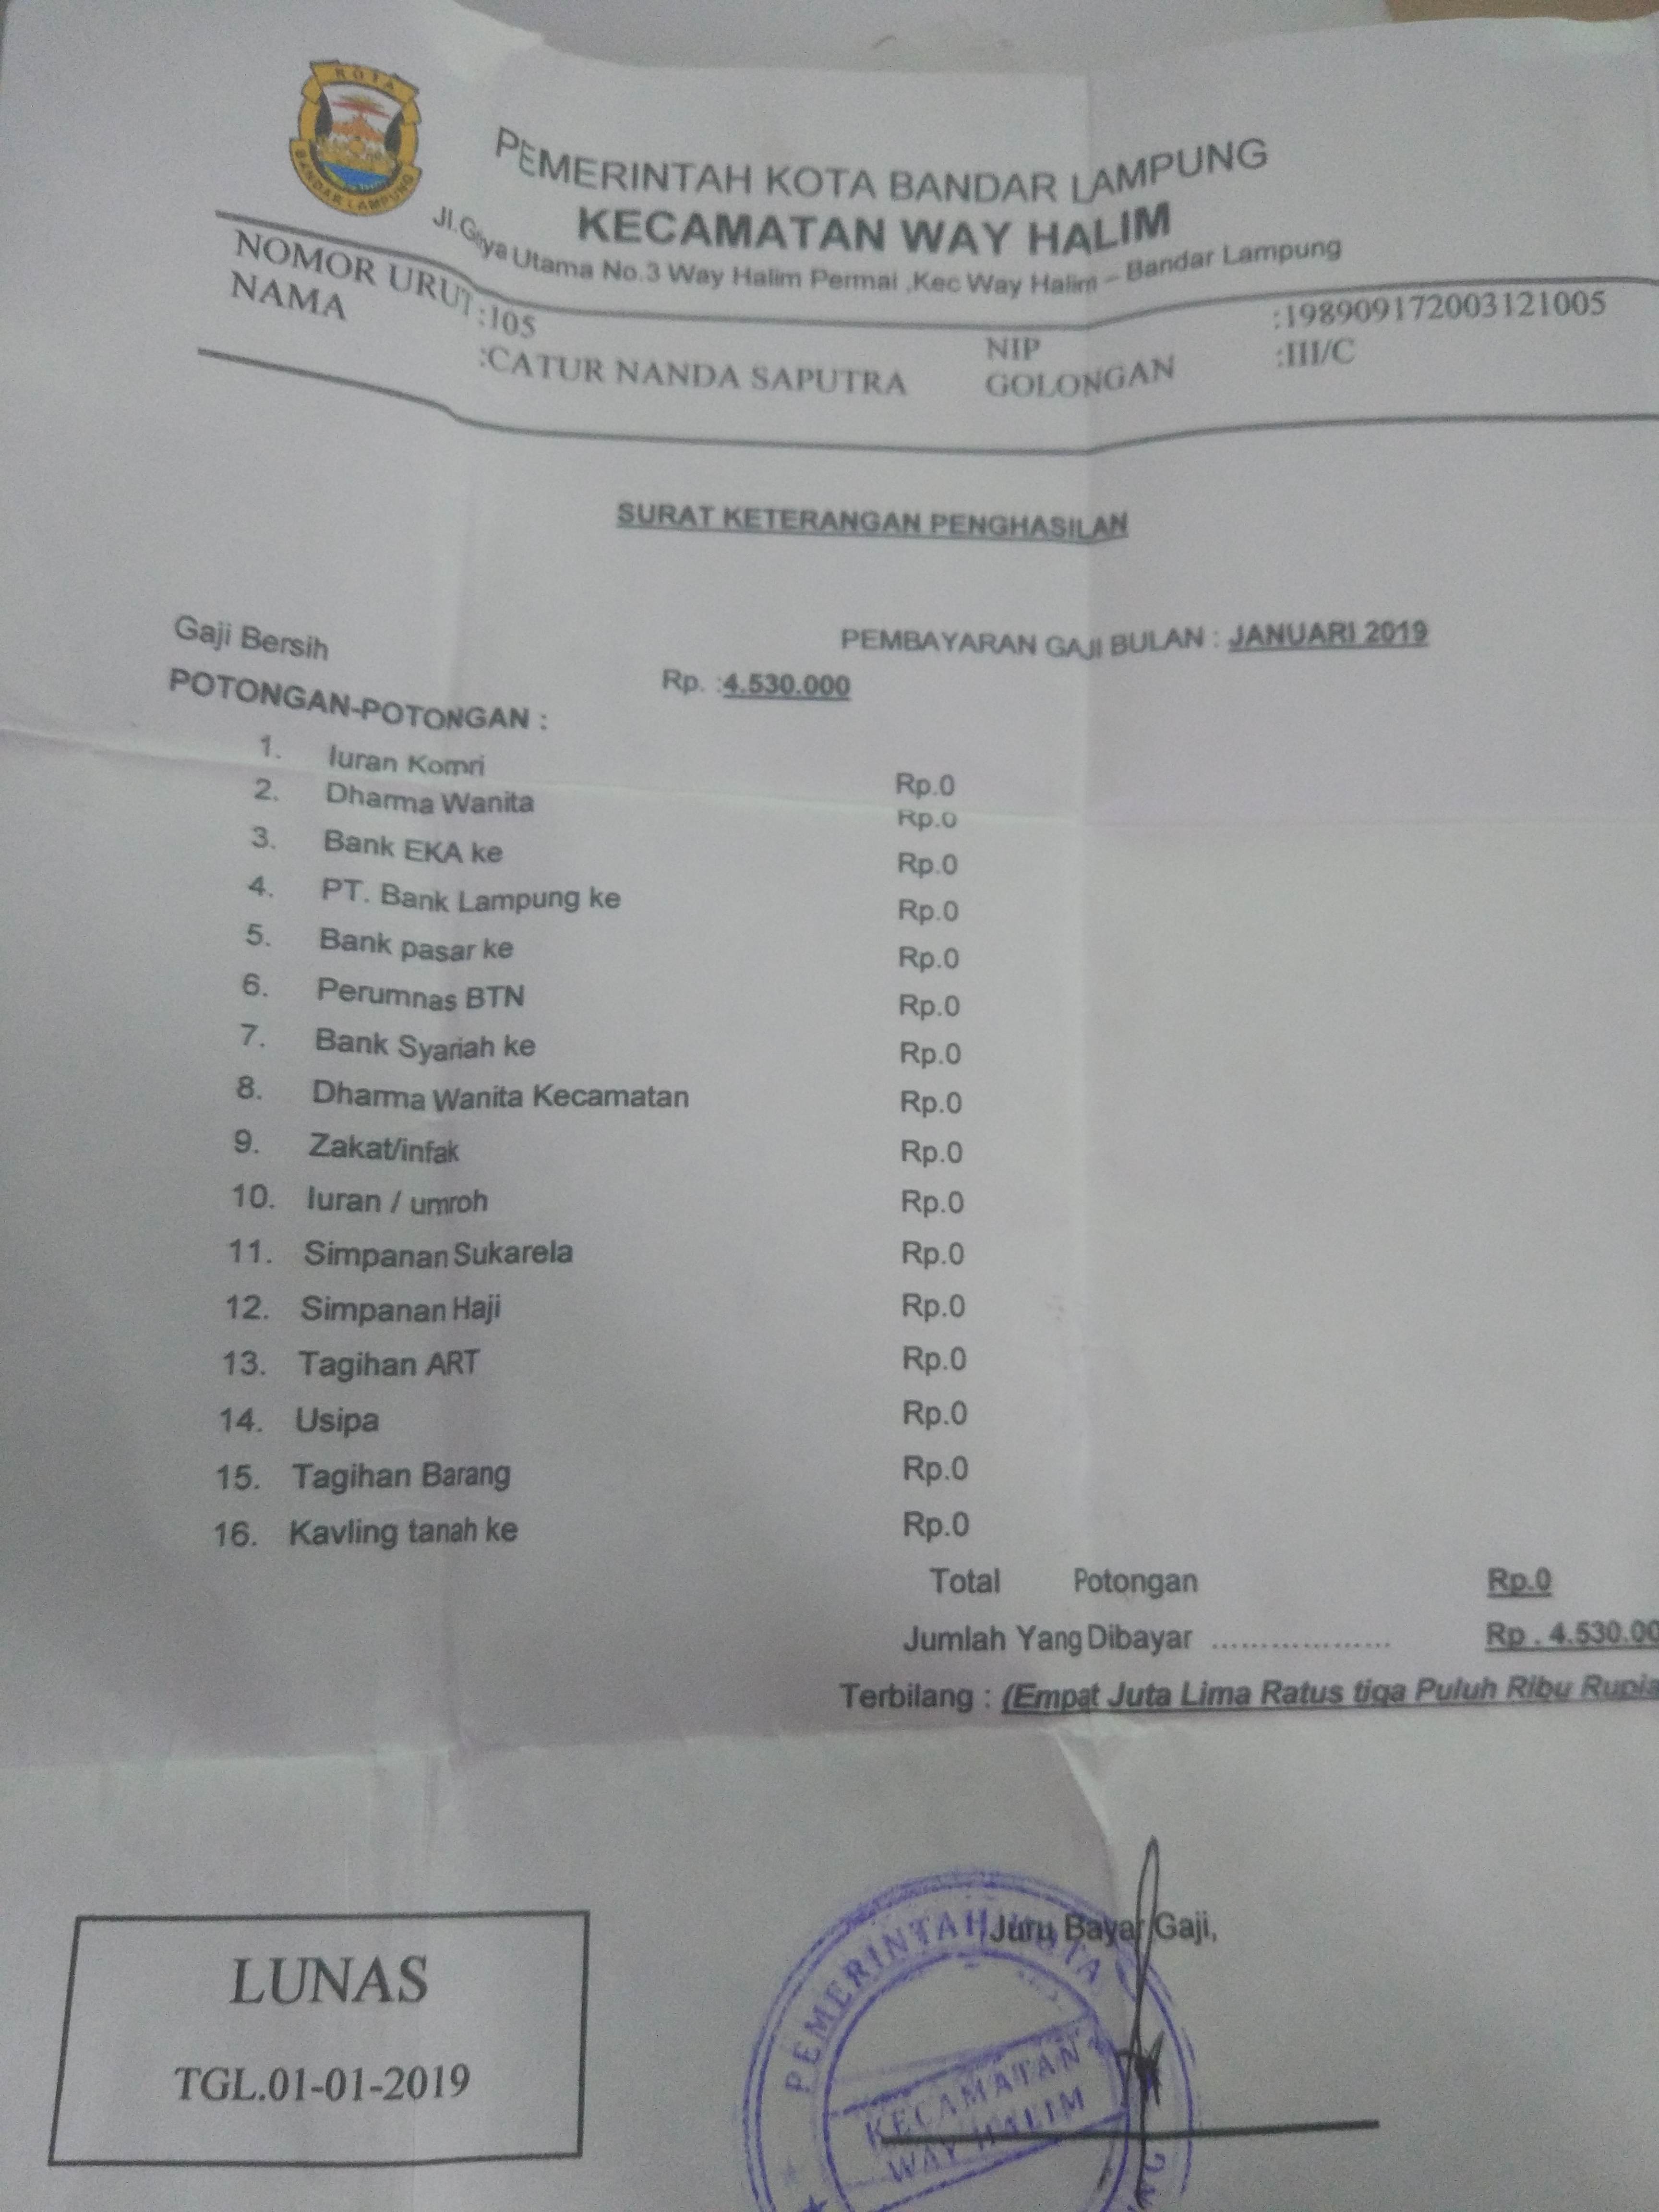 KOTA
BANDAR LAMPUNG
PEMERINTAH KOTA BANDAR LAMPUNG
KECAMATAN WAY HALIM
Utama No.3 Way Halim Permai ,Kec Way Halim – Bandar Lampung
NOMOR URUT :105 NIP :198909172003121005
NAMA :CATUR NANDA SAPUTRA GOLONGAN :III/C
SURAT KETERANGAN PENGHASILAN
PEMBAYARAN GAJI BULAN : JANUARI 2019
Gaji Bersih Rp. :4.530.000
POTONGAN-POTONGAN :
1. Iuran Komri Rp.0
2. Dharma Wanita Rp.0
3. Bank EKA ke Rp.0
4. PT. Bank Lampung ke Rp.0
5. Bank pasar ke Rp.0
6. Perumnas BTN Rp.0
7. Bank Syariah ke Rp.0
8. Dharma Wanita Kecamatan Rp.0
9. Zakat/infak Rp.0
10. Iuran / umroh Rp.0
11. Simpanan Sukarela Rp.0
12. Simpanan Haji Rp.0
13. Tagihan ART Rp.0
14. Usipa Rp.0
15. Tagihan Barang Rp.0
16. Kavling tanah ke Rp.0
Total Potongan Rp.0
Jumlah Yang Dibayar .................... Rp . 4.530.00
Terbilang : (Empat Juta Lima Ratus tiga Puluh Ribu Rupia
Juru Bayar Gaji,
LUNAS
TGL.01-01-2019
PEMERINTAH KOTA
KECAMATAN
WAY HALIM